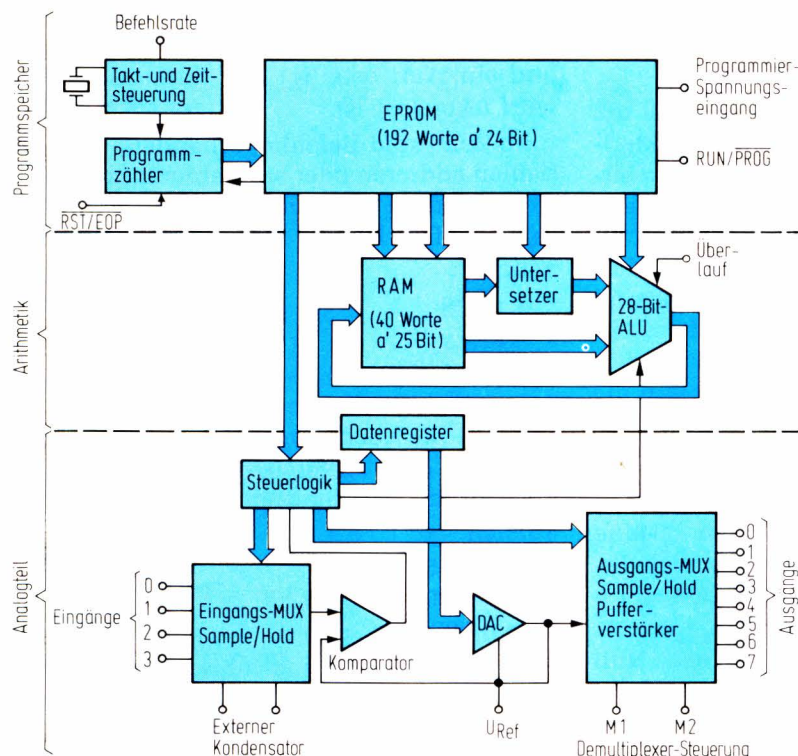 Befehlsrate
Takt-und Zeit-
steuerung
Programm-
zähler
RST/EOP
EPROM
(192 Worte a' 24 Bit)
Programmier-
Spannungs-
eingang
RUN/PROG
Programmspeicher
RAM
(40 Worte
a' 25 Bit)
Unter-
setzer
28-Bit-
ALU
Über-
lauf
Arithmetik
Datenregister
Steuerlogik
Eingänge
0
1
2
3
Eingangs-MUX
Sample/Hold
Komparator
DAC
Ausgangs-MUX
Sample/Hold
Puffer-
verstärker
0
1
2
3
4
5
6
7
Ausgänge
Analogteil
Externer
Kondensator
URef
M1 M2
Demultiplexer-Steuerung